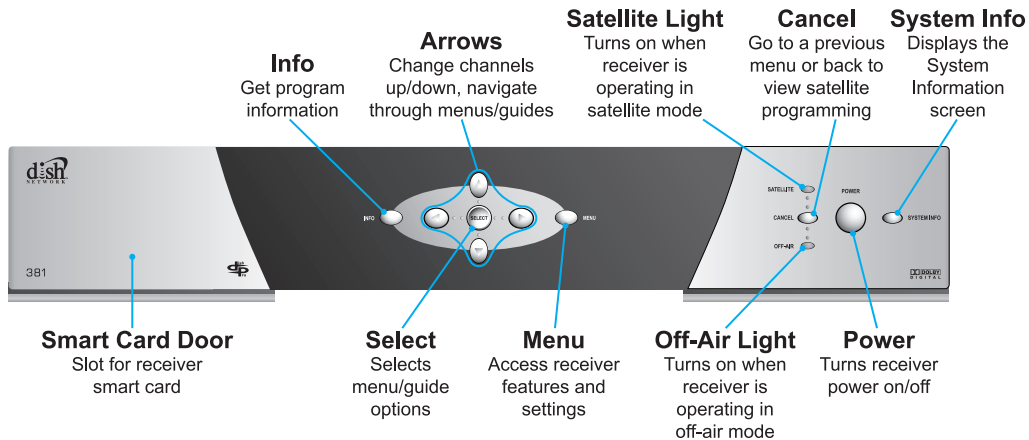 Info
Get program
information
Arrows
Change channels
up/down, navigate
through menus/guides
Satellite Light
Turns on when
receiver is
operating in
satellite mode
Cancel
Go to a previous
menu or back to
view satellite
programming
System Info
Displays the
System
Information
screen
dish
NETWORK
381
dish
pro
INFO
SELECT
MENU
SATELLITE
CANCEL
OFF-AIR
POWER
SYSTEM INFO
DOLBY
DIGITAL
Smart Card Door
Slot for receiver
smart card
Select
Selects
menu/guide
options
Menu
Access receiver
features and
settings
Off-Air Light
Turns on when
receiver is
operating in
off-air mode
Power
Turns receiver
power on/off